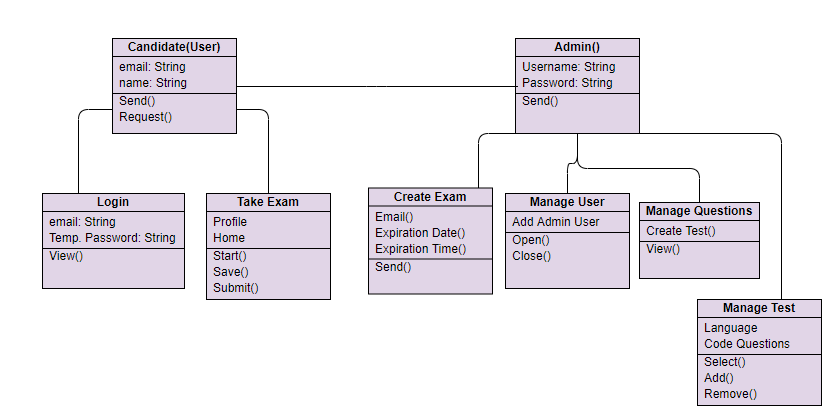 Candidate(User)
email: String
name: String
Send()
Request()
Admin()
Username: String
Password: String
Send()
Login
email: String
Temp. Password: String
View()
Take Exam
Profile
Home
Start()
Save()
Submit()
Create Exam
Email()
Expiration Date()
Expiration Time()
Send()
Manage User
Add Admin User
Open()
Close()
Manage Questions
Create Test()
View()
Manage Test
Language
Code Questions
Select()
Add()
Remove()